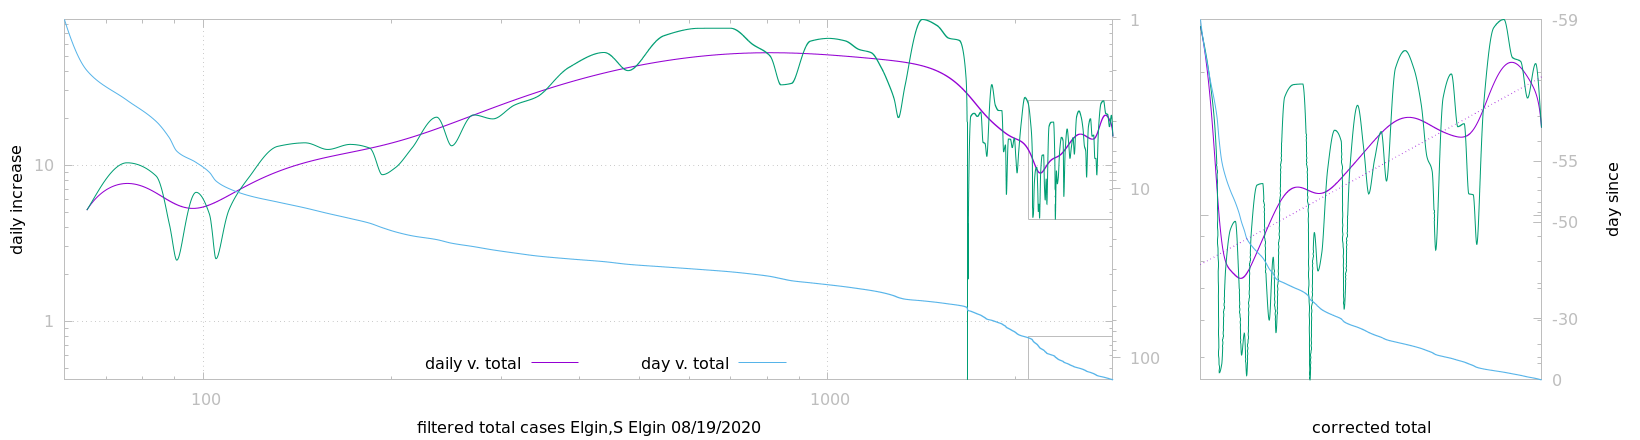 daily increase
10
1
100
1000
daily v. total
day v. total
1
10
100
filtered total cases Elgin,S Elgin 08/19/2020
-59
-55
-50
-30
0
day since
corrected total